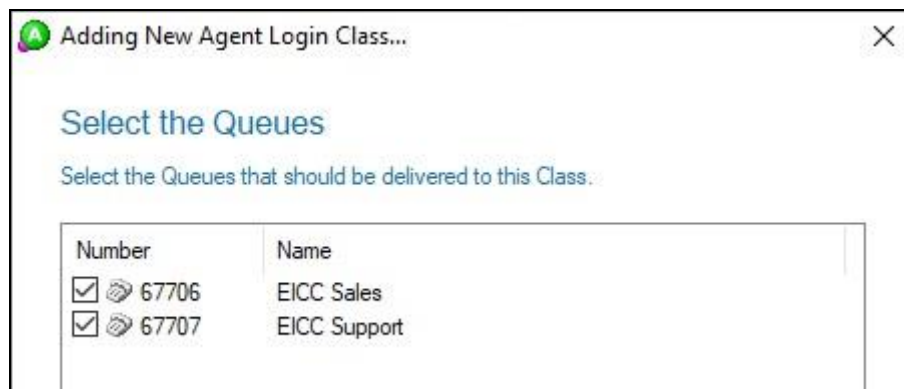 Adding New Agent Login Class...
Select the Queues
Select the Queues that should be delivered to this Class.
Number Name
67706 EICC Sales
67707 EICC Support